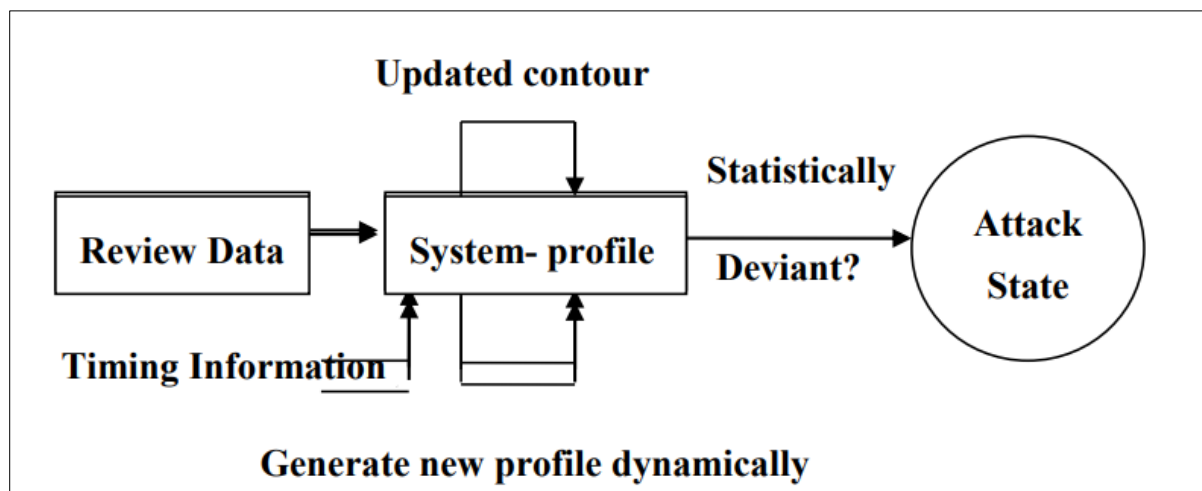 Updated contour
Review Data
System- profile
Statistically
Deviant?
Attack
State
Timing Information
Generate new profile dynamically